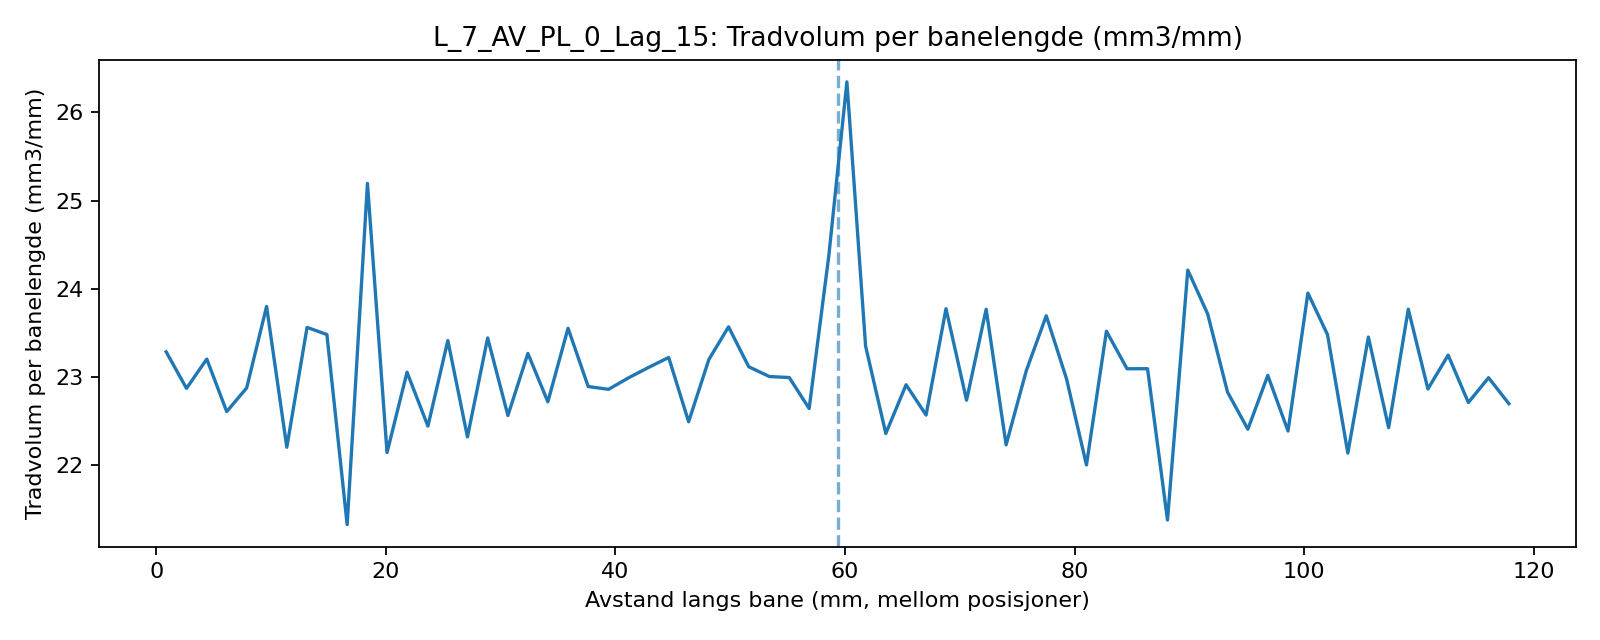 L_7_AV_PL_0_Lag_15: Tradvolum per banelengde (mm3/mm)
Tradvolum per banelengde (mm3/mm)
26
25
24
23
22
0 20 40 60 80 100 120
Avstand langs bane (mm, mellom posisjoner)